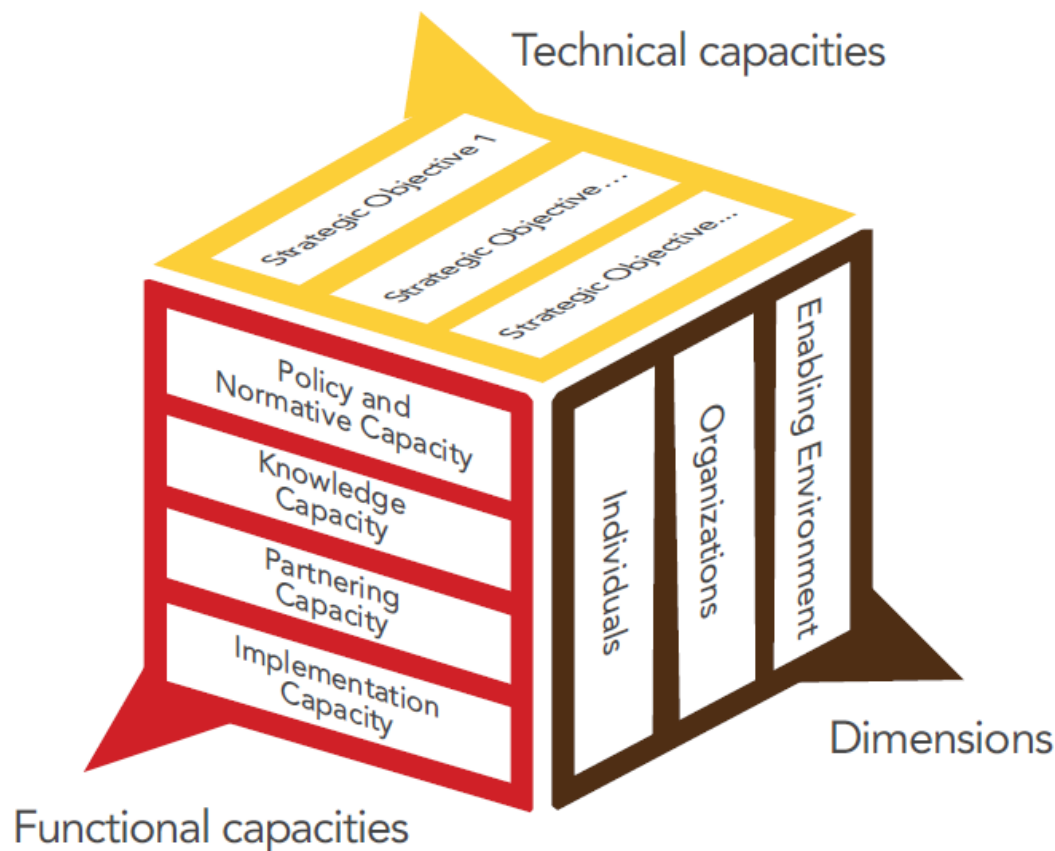 Technical capacities
Strategic Objective 1
Strategic Objective....
Strategic Objective...
Policy and
Normative Capacity
Knowledge
Capacity
Partnering
Capacity
Implementation
Capacity
Individuals
Organizations
Enabling Environment
Dimensions
Functional capacities